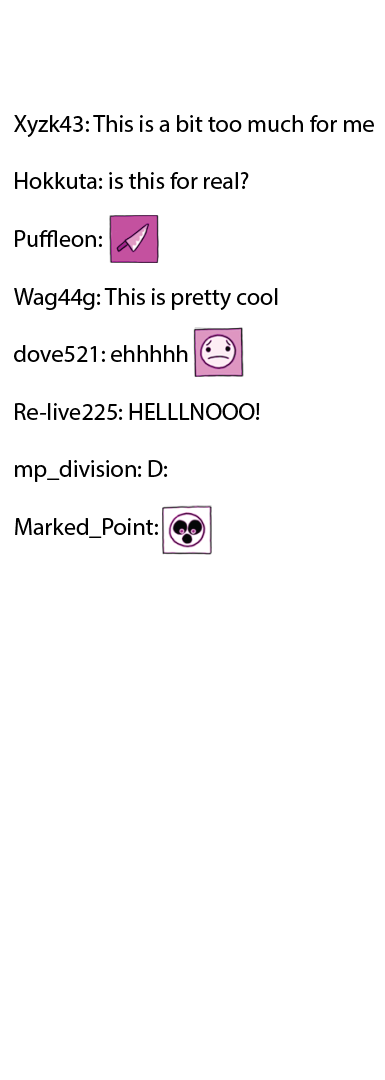 Xyzk43: This is a bit too much for me
Hokkuta: is this for real?
Puffleon:
Wag44g: This is pretty cool
dove521: ehhhhh
Re-live225: HELLLNOOO!
mp_division: D:
Marked_Point: